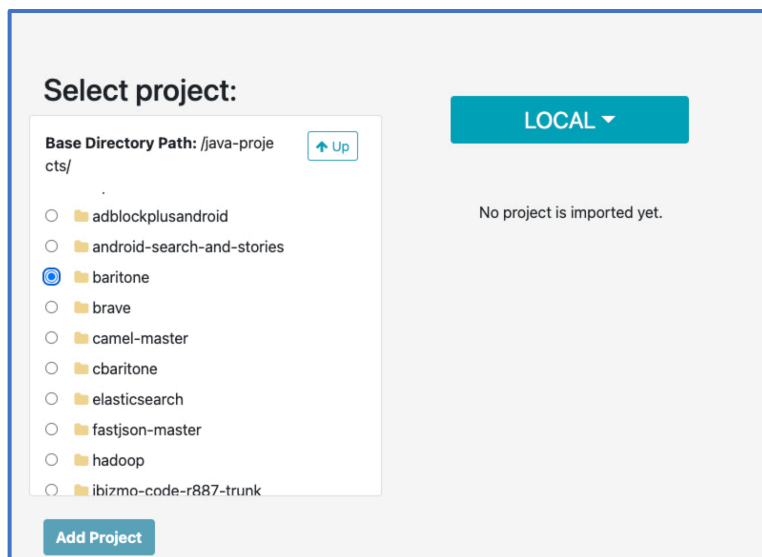 Select project:
LOCAL
Base Directory Path: /java-proje
cts/
Up
No project is imported yet.
adblockplusandroid
android-search-and-stories
baritone
brave
camel-master
cbaritone
elasticsearch
fastjson-master
hadoop
ibizmo-code-r887-trunk
Add Project